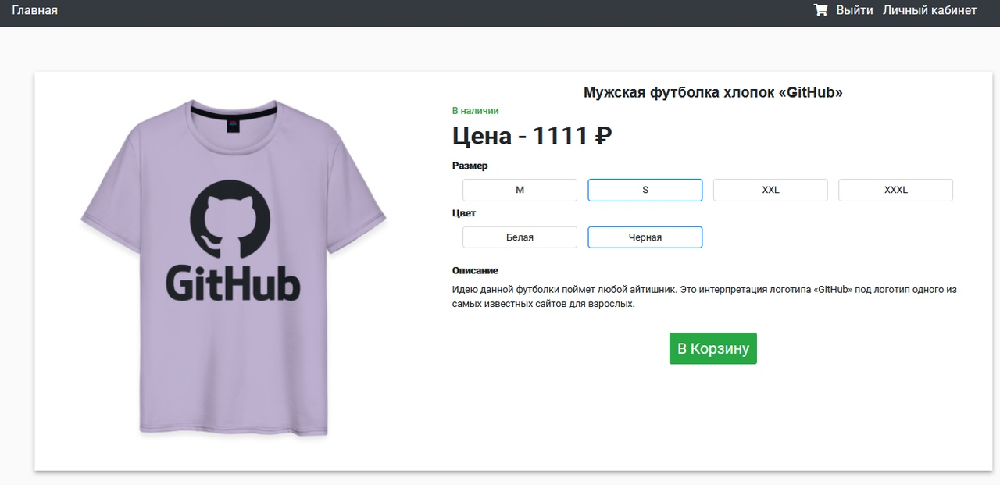 Главная
Выйти Личный кабинет
Мужская футболка хлопок «GitHub»
В наличии
Цена - 1111 ₽
Размер
M S XXL XXXL
Цвет
Белая Черная
Описание
Идею данной футболки поймет любой айтишник. Это интерпретация логотипа «GitHub» под логотип одного из
самых известных сайтов для взрослых.
В Корзину
GitHub